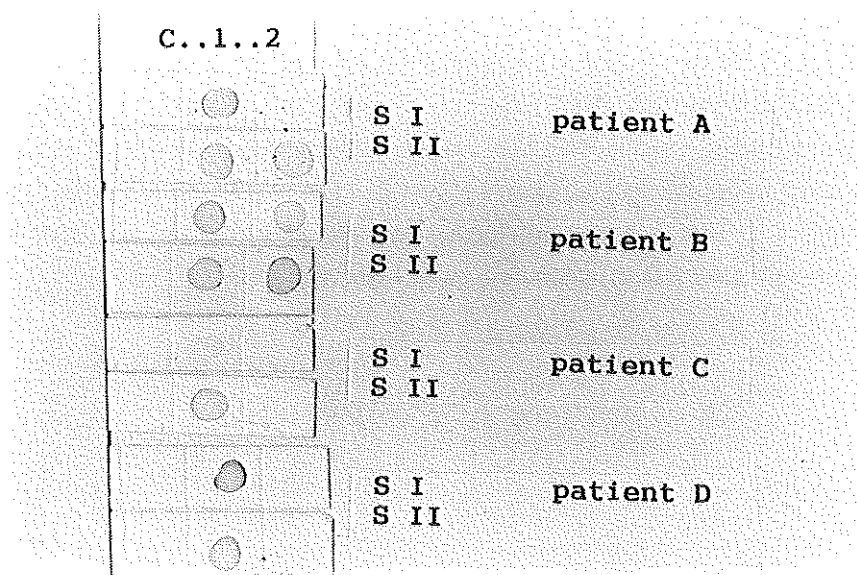 C..1..2
S I patient A
S II
S I patient B
S II
S I patient C
S II
S I patient D
S II